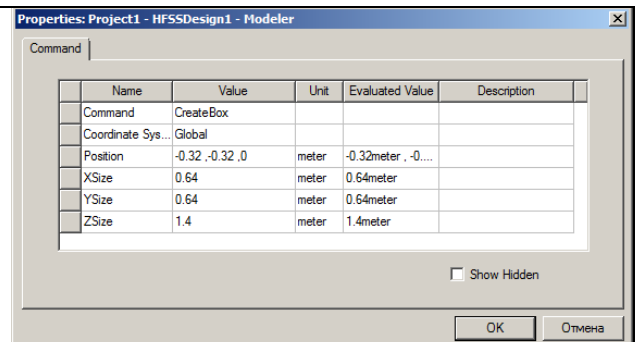 Properties: Project1 - HFSSDesign1 - Modeler
Command
Name Value Unit Evaluated Value Description
Command CreateBox
Coordinate Sys... Global
Position -0.32 ,-0.32 ,0 meter -0.32meter , -0....
XSize 0.64 meter 0.64meter
YSize 0.64 meter 0.64meter
ZSize 1.4 meter 1.4meter
Show Hidden
OK Отмена